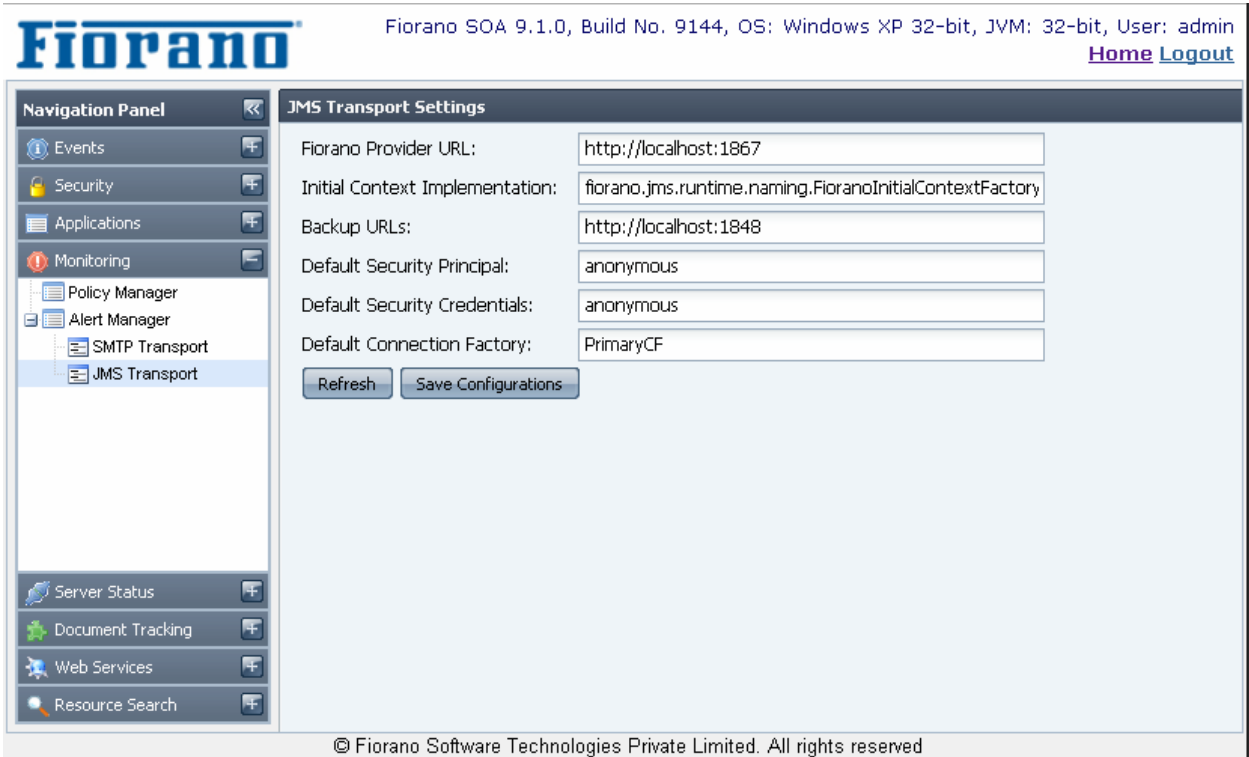 Fiorano
Fiorano SOA 9.1.0, Build No. 9144, OS: Windows XP 32-bit, JVM: 32-bit, User: admin
Home Logout
Navigation Panel
Events
Security
Applications
Monitoring
Policy Manager
Alert Manager
SMTP Transport
JMS Transport
Server Status
Document Tracking
Web Services
Resource Search
JMS Transport Settings
Fiorano Provider URL: http://localhost:1867
Initial Context Implementation: fiorano.jms.runtime.naming.FioranoInitialContextFactory
Backup URLs: http://localhost:1848
Default Security Principal: anonymous
Default Security Credentials: anonymous
Default Connection Factory: PrimaryCF
Refresh Save Configurations
© Fiorano Software Technologies Private Limited. All rights reserved